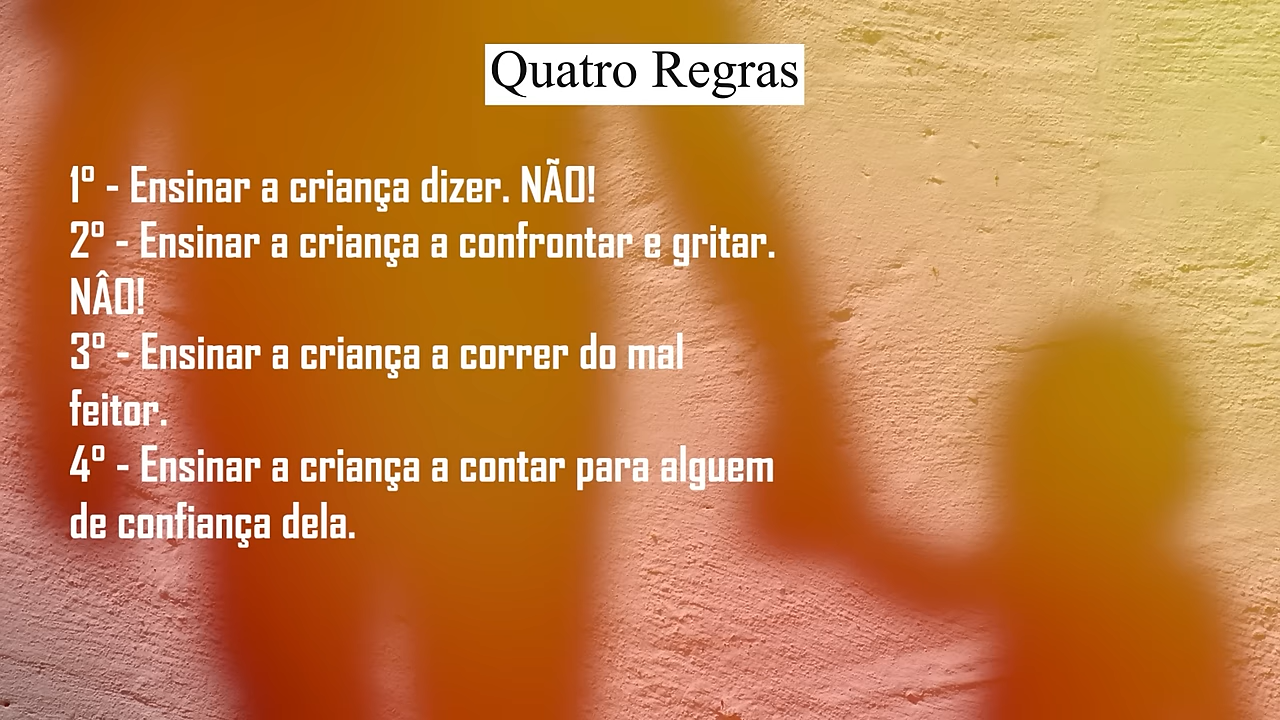 Quatro Regras
1º - Ensinar a criança dizer. NÃO!
2º - Ensinar a criança a confrontar e gritar.
NÂO!
3º - Ensinar a criança a correr do mal
feitor.
4º - Ensinar a criança a contar para alguem
de confiança dela.